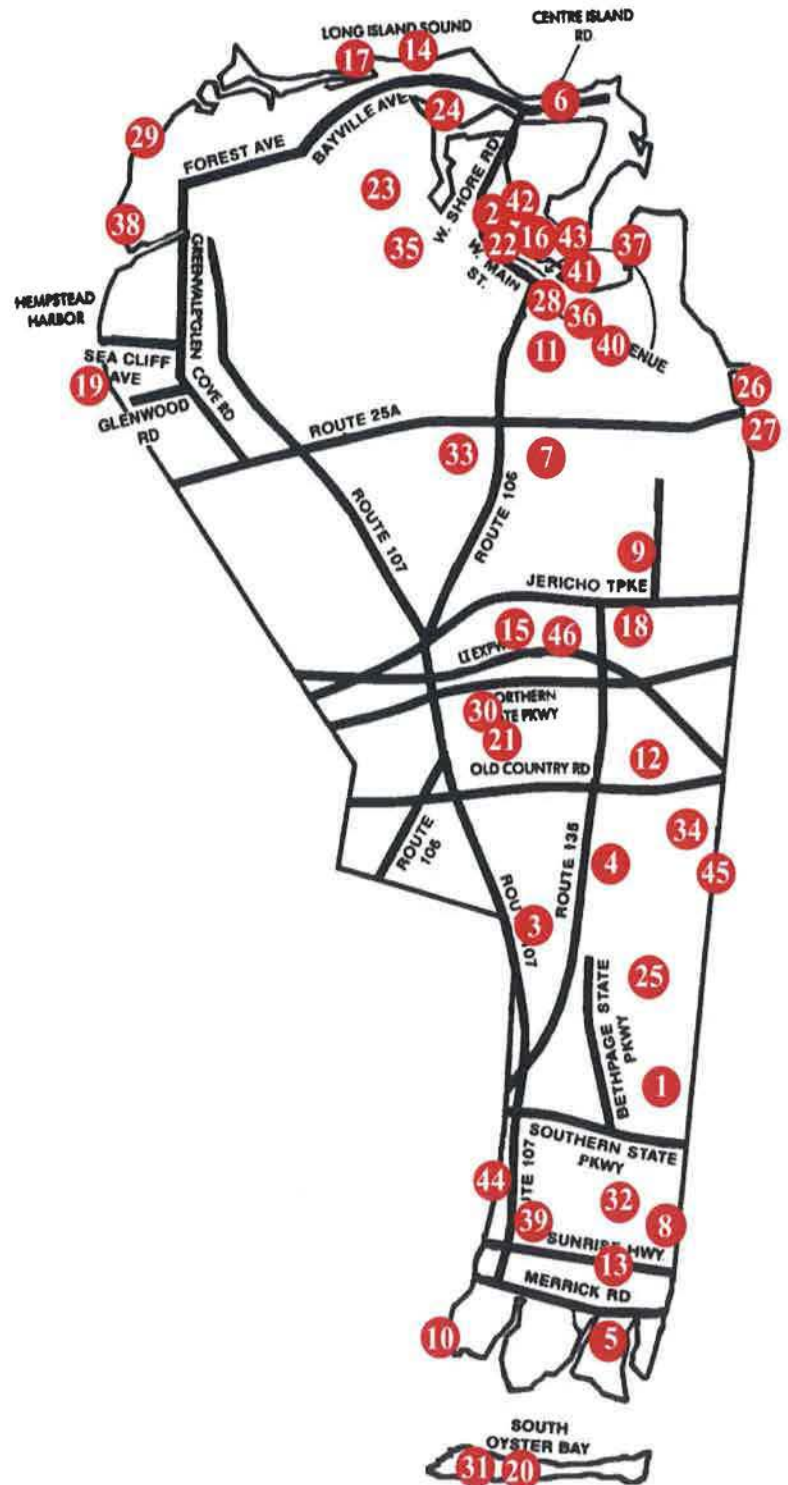 CENTRE ISLAND
RD
LONG ISLAND SOUND
17
14
6
24
29
BAYVILLE AVE
FOREST AVE
23
W. SHORE RD
42
2
38
35
22
16
43
37
W. MAIN
ST.
41
GREENVALE/GLEN
COVE RD
HEMPSTEAD
HARBOR
28
36
11
40
ENUE
SEA CLIFF
AVE
19
26
GLENWOOD
RD
27
ROUTE 25A
33
7
ROUTE 107
ROUTE 106
9
JERICHO TPKE
15
46
18
LI EXPW
30
ORTHERN
TE PKWY
21
12
OLD COUNTRY RD
34
ROUTE
106
ROUTE 135
4
45
ROU
3
107
25
BETHPAGE STATE
PKWY
1
SOUTHERN STATE
PKWY
44
UTE 107
32
39
8
SUNRISE HWY
13
MERRICK RD
10
5
SOUTH
OYSTER BAY
31
20